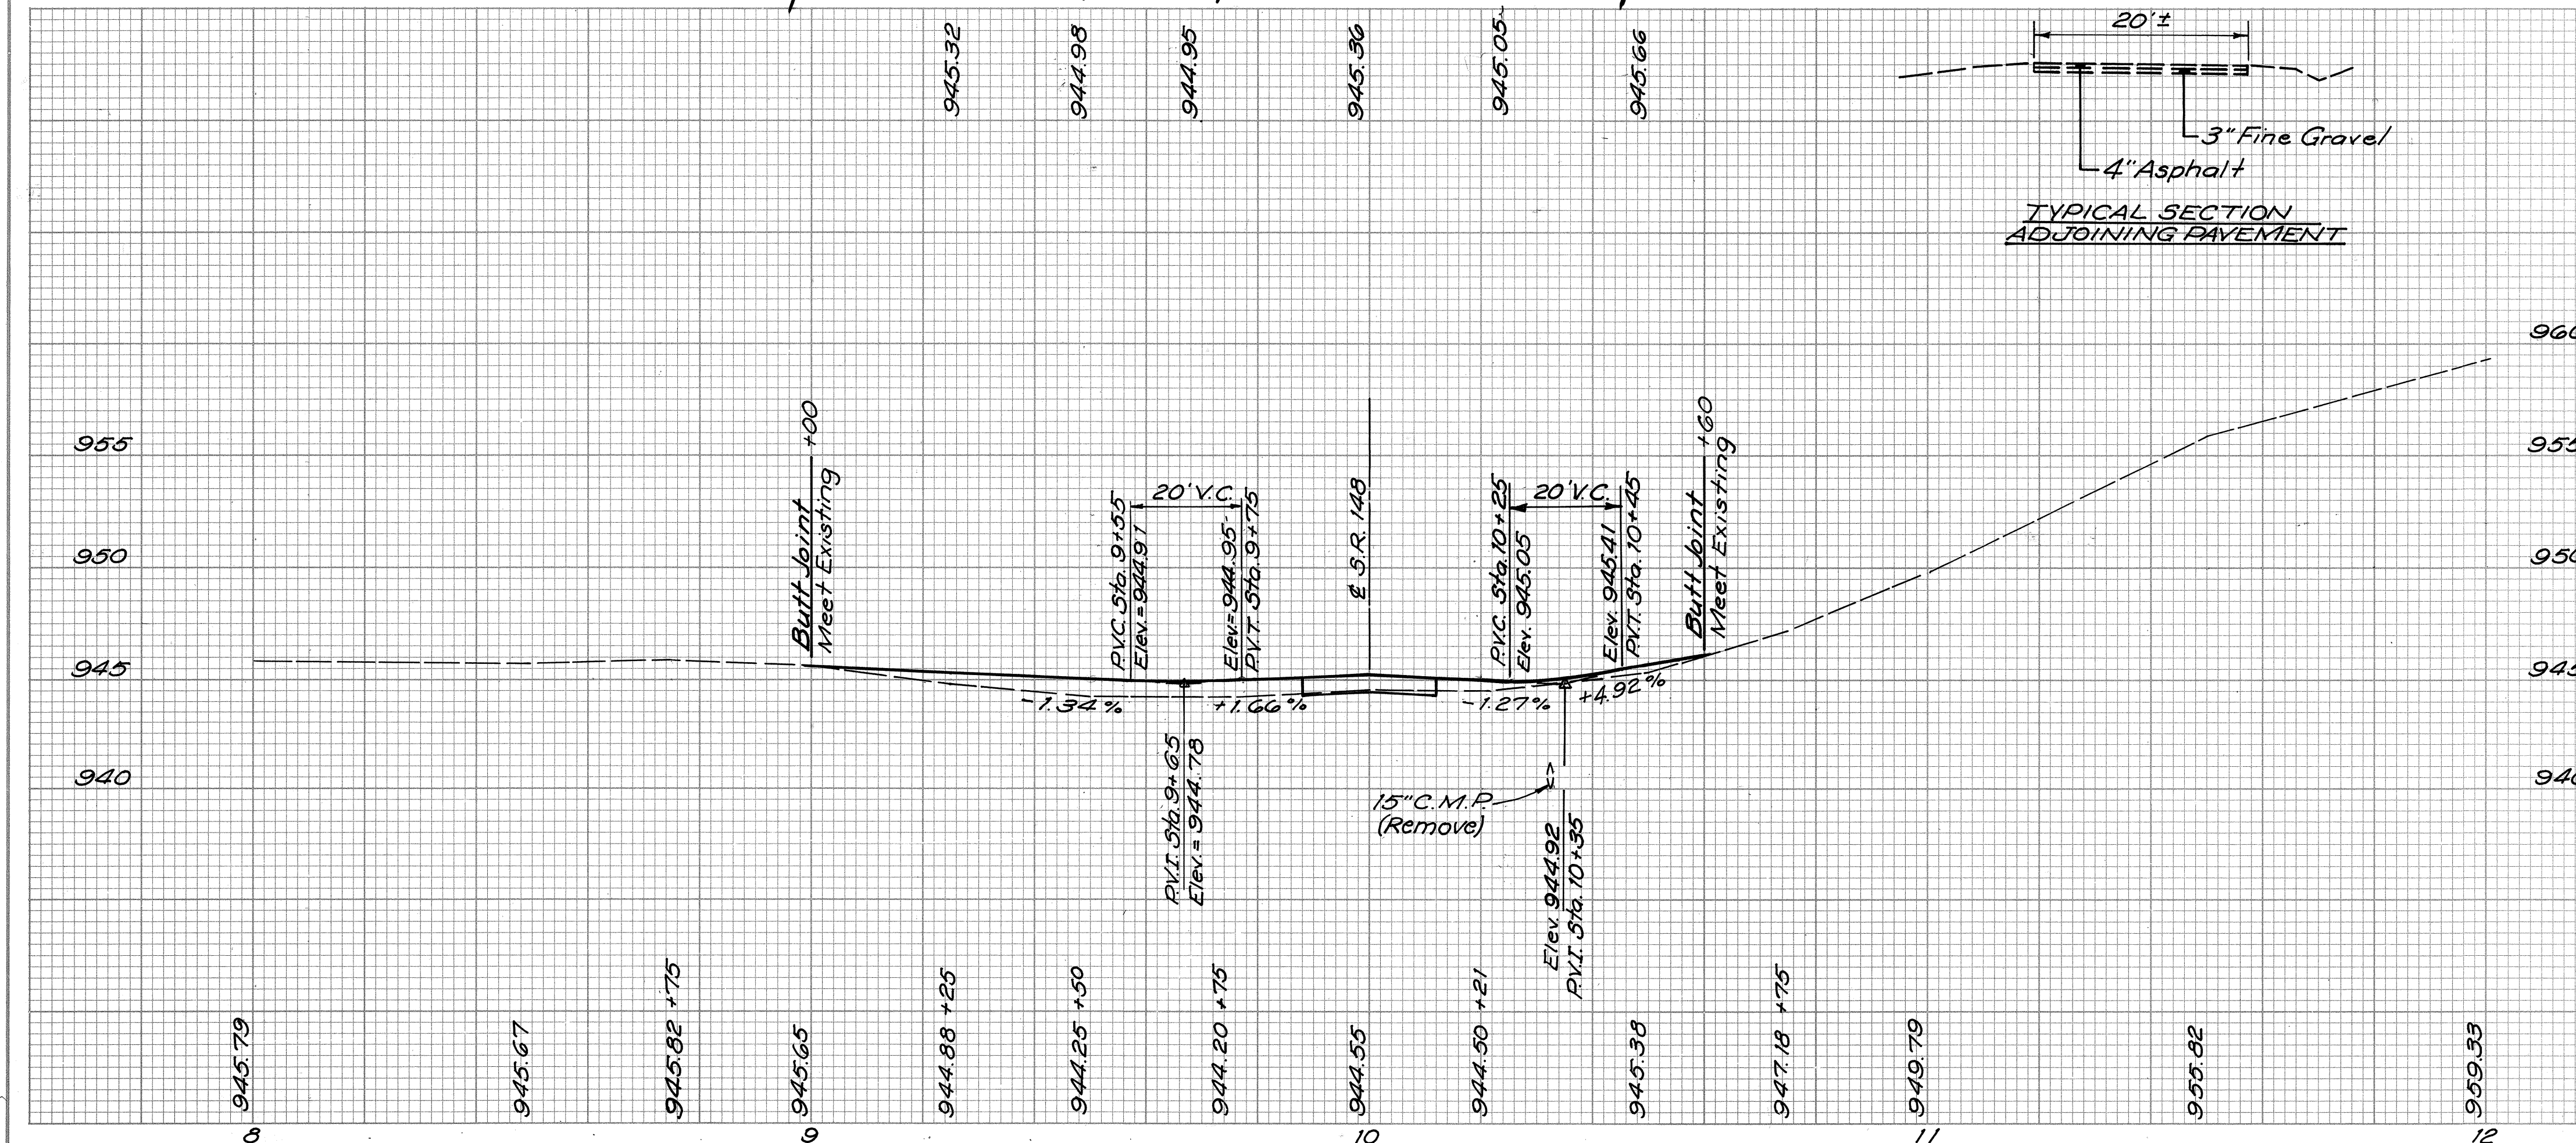 945.32
944.98
944.95
945.36
945.05
945.66
20'±
3" Fine Gravel
4" Asphalt
TYPICAL SECTION
ADJOINING PAVEMENT
960
955
955
950
950
945
945
940
940
Butt Joint +00
Meet Existing
P.V.C. Sta. 9+55
Elev.=944.91
20' V.C.
Elev.=944.95
P.V.T. Sta. 9+75
℄ S.R. 148
P.V.C. Sta. 10+25
Elev. 945.05
20' V.C.
Elev. 945.41
P.V.T. Sta. 10+45
Butt Joint +60
Meet Existing
-1.34%
+1.66%
-1.27%
+4.92%
P.V.I. Sta. 9+65
Elev.=944.78
15" C.M.P.
(Remove)
Elev. 944.92
P.V.I. Sta. 10+35
945.79
945.67
945.82 +75
945.65
944.88 +25
944.25 +50
944.20 +75
944.55
944.50 +21
945.38
947.18 +75
949.79
955.82
959.33
8
9
10
11
12